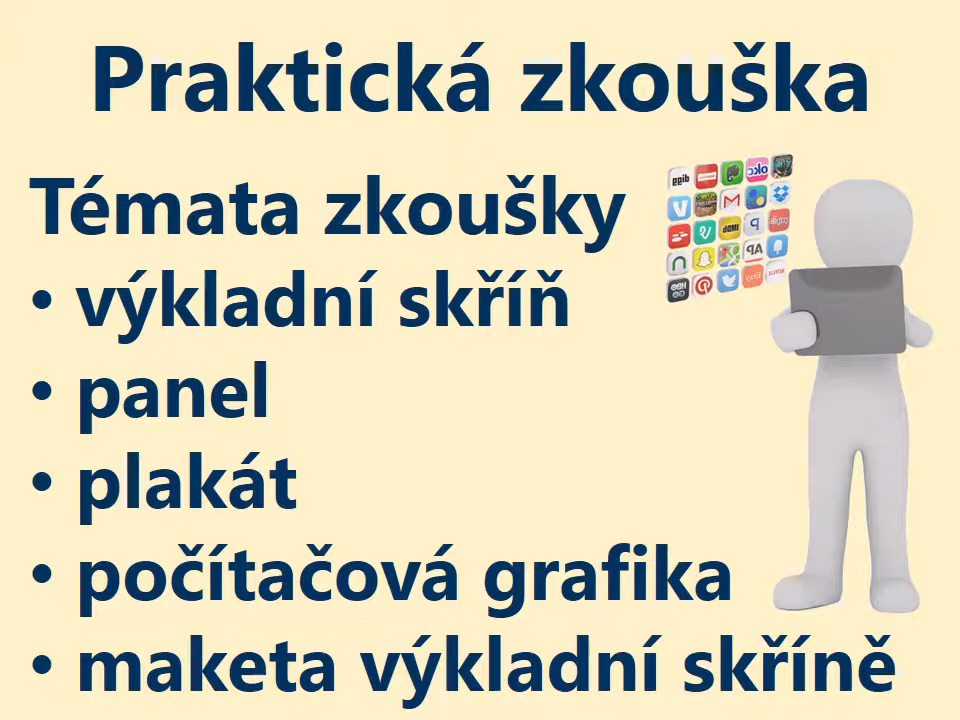 Praktická zkouška
Témata zkoušky
• výkladní skříň
• panel
• plakát
• počítačová grafika
• maketa výkladní skříně